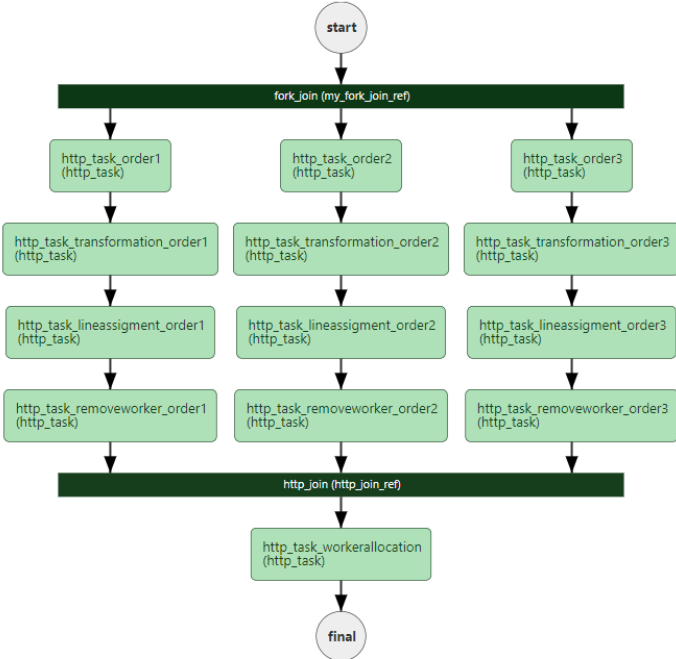 start
fork_join (my_fork_join_ref)
http_task_order1
(http_task)
http_task_order2
(http_task)
http_task_order3
(http_task)
http_task_transformation_order1
(http_task)
http_task_transformation_order2
(http_task)
http_task_transformation_order3
(http_task)
http_task_lineassigment_order1
(http_task)
http_task_lineassigment_order2
(http_task)
http_task_lineassigment_order3
(http_task)
http_task_removeworker_order1
(http_task)
http_task_removeworker_order2
(http_task)
http_task_removeworker_order3
(http_task)
http_join (http_join_ref)
http_task_workerallocation
(http_task)
final